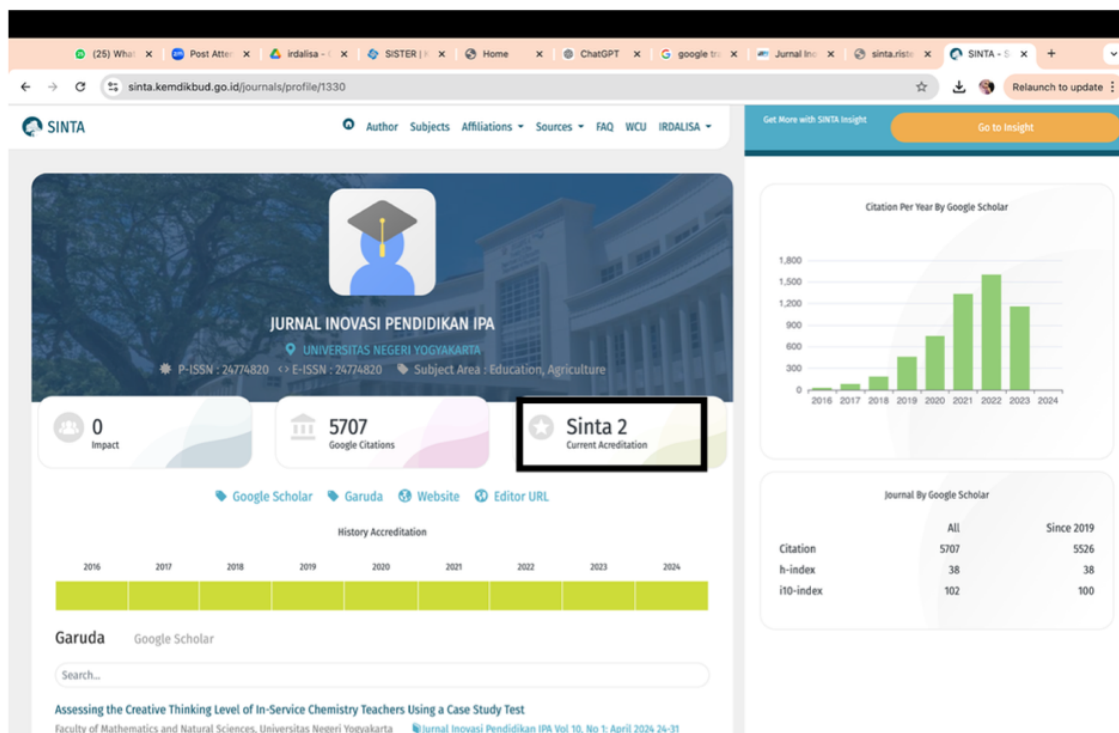 (25) What
Post Atter
irdalisa -
SISTER |
Home
ChatGPT
google tra
Jurnal Ino
sinta.riste
SINTA - S
sinta.kemdikbud.go.id/journals/profile/1330
Relaunch to update
SINTA
Author Subjects Affiliations Sources FAQ WCU IRDALISA
Get More with SINTA Insight
Go to Insight
JURNAL INOVASI PENDIDIKAN IPA
UNIVERSITAS NEGERI YOGYAKARTA
P-ISSN : 24774820 <> E-ISSN : 24774820 Subject Area : Education, Agriculture
0
Impact
5707
Google Citations
Sinta 2
Current Acreditation
Google Scholar Garuda Website Editor URL
History Accreditation
2016 2017 2018 2019 2020 2021 2022 2023 2024
Garuda Google Scholar
Search...
Assessing the Creative Thinking Level of In-Service Chemistry Teachers Using a Case Study Test
Faculty of Mathematics and Natural Sciences, Universitas Negeri Yogyakarta Jurnal Inovasi Pendidikan IPA Vol 10, No 1: April 2024 24-31
Citation Per Year By Google Scholar
1,800
1,500
1,200
900
600
300
0
2016 2017 2018 2019 2020 2021 2022 2023 2024
Journal By Google Scholar
All Since 2019
Citation 5707 5526
h-index 38 38
i10-index 102 100